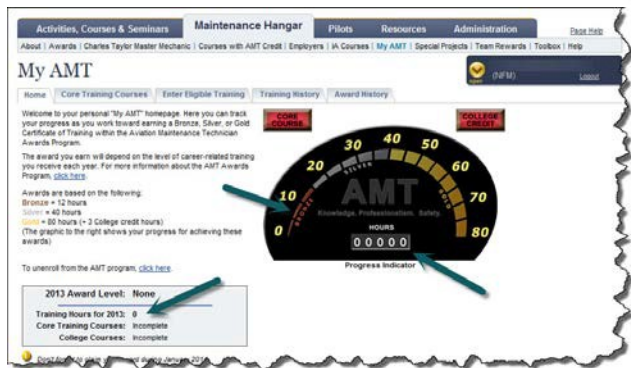 Activities, Courses & Seminars Maintenance Hangar Pilots Resources Administration Page Help
About | Awards | Charles Taylor Master Mechanic | Courses with AMT Credit | Employers | IA Courses | My AMT | Special Projects | Team Rewards | Toolbox | Help
My AMT
open (NFM) Logout
Home Core Training Courses Enter Eligible Training Training History Award History
Welcome to your personal "My AMT" homepage. Here you can track
your progress as you work toward earning a Bronze, Silver, or Gold
Certificate of Training within the Aviation Maintenance Technician
Awards Program.
The award you earn will depend on the level of career-related training
you receive each year. For more information about the AMT Awards
Program, click here.
Awards are based on the following:
Bronze = 12 hours
Silver = 40 hours
Gold = 80 hours (+ 3 College credit hours)
(The graphic to the right shows your progress for achieving these
awards)
To unenroll from the AMT program, click here.
CORE
COURSE
COLLEGE
CREDIT
0 10 20 30 40 50 60 70 80
BRONZE SILVER GOLD
AMT
Knowledge. Professionalism. Safety.
HOURS
00000
Progress Indicator
2013 Award Level: None
Training Hours for 2013: 0
Core Training Courses: Incomplete
College Courses: Incomplete
Don't during January 201